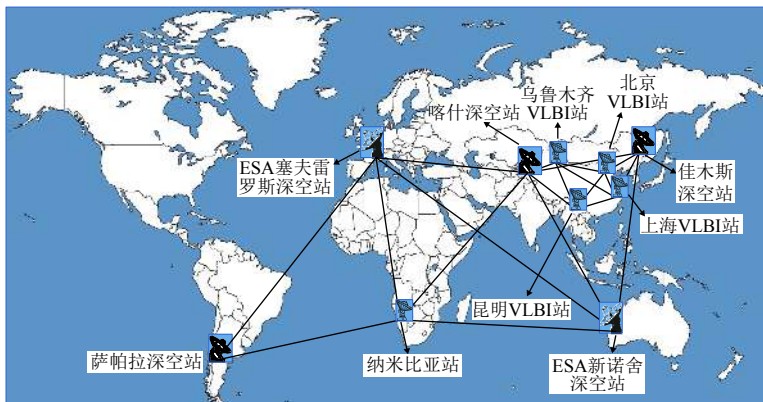 乌鲁木齐
VLBI站
北京
VLBI站
喀什深空站
ESA塞夫雷
罗斯深空站
佳木斯
深空站
上海VLBI站
昆明VLBI站
萨帕拉深空站
纳米比亚站
ESA新诺舍
深空站